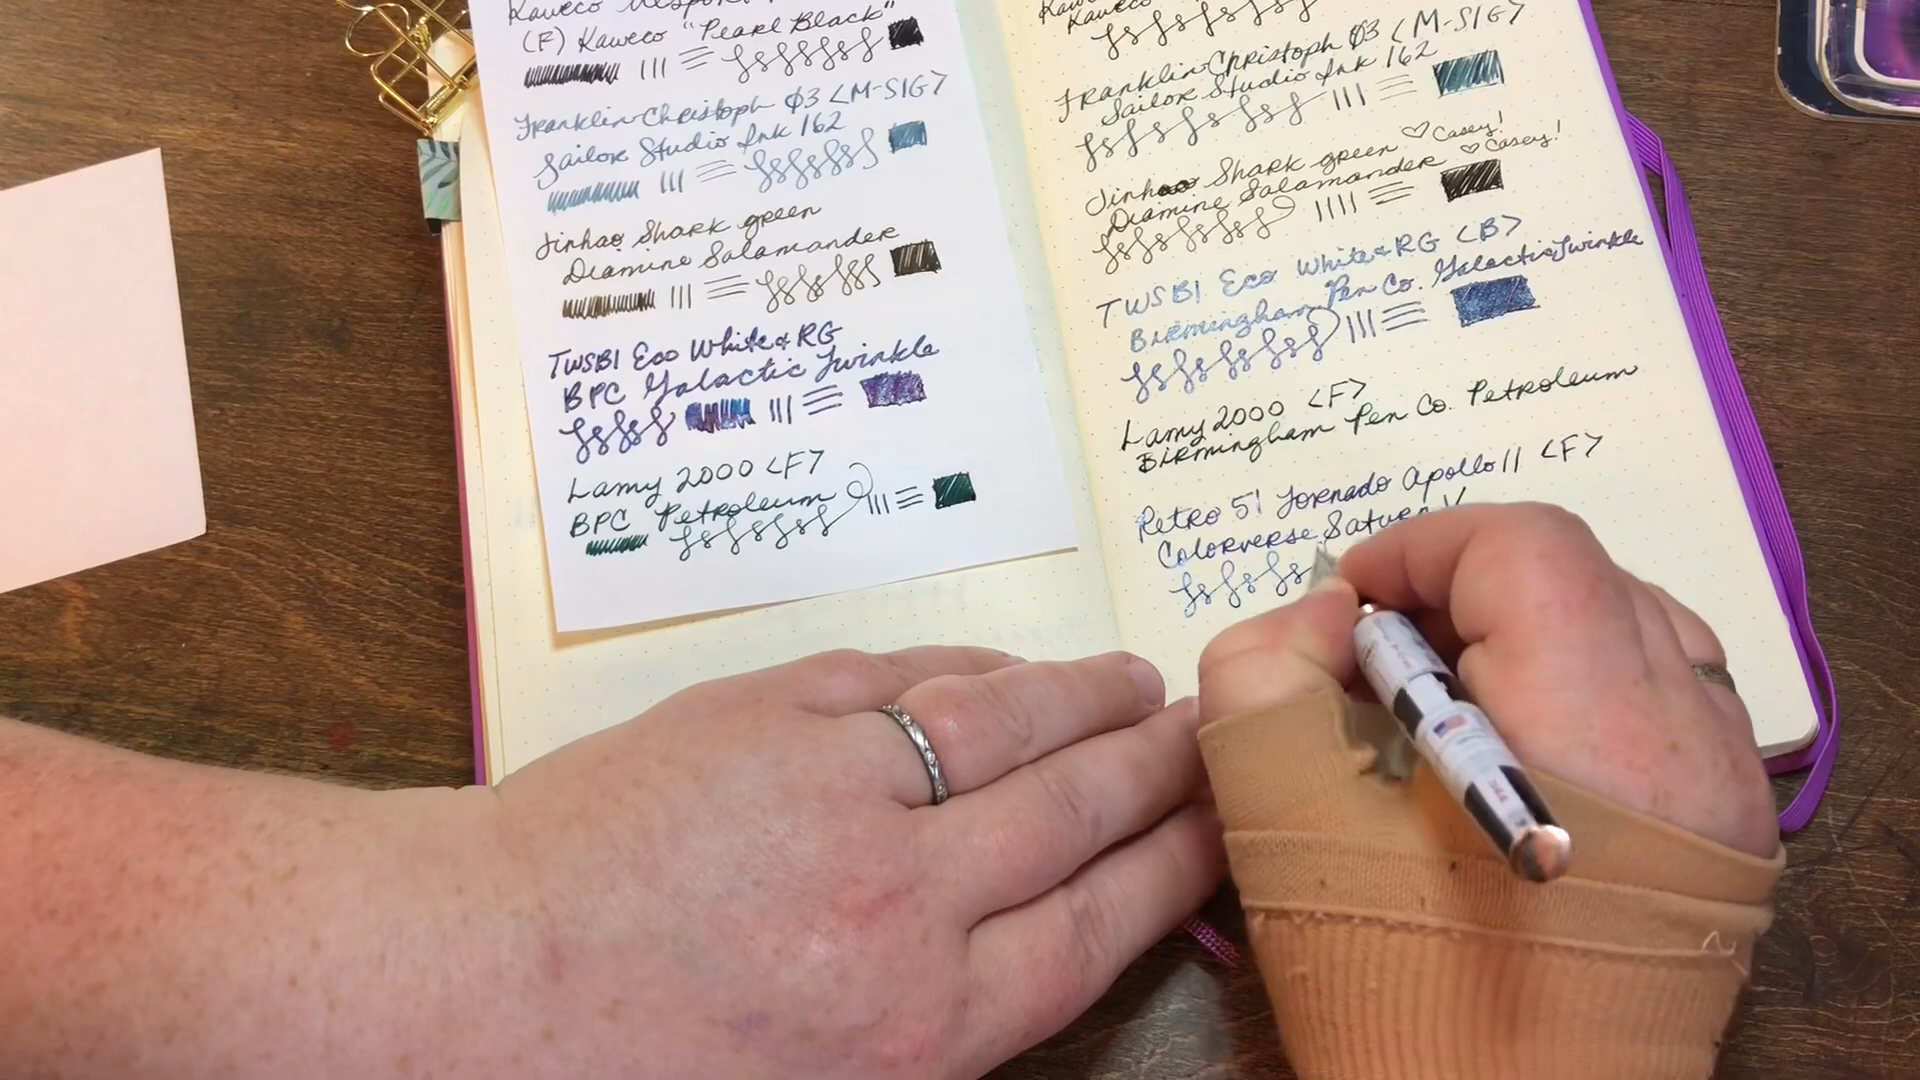 Kaweco
(F) Kaweco "Pearl Black"
Franklin-Christoph 03 <M-SIG>
Sailor Studio Ink 162
Jinhao Shark green
Diamine Salamander
TWSBI Eco White & RG
BPC Galactic Twinkle
Lamy 2000 <F>
BPC Petroleum
Kaweco
Franklin-Christoph 03 <M-SIG>
Sailor Studio Ink 162
Jinhao Shark green ♡ Casey!
Diamine Salamander ♡ Casey!
TWSBI Eco White & RG <B>
Birmingham Pen Co. Galactic Twinkle
Lamy 2000 <F>
Birmingham Pen Co. Petroleum
Retro 51 Tornado Apollo 11 <F>
Colorverse Saturn V